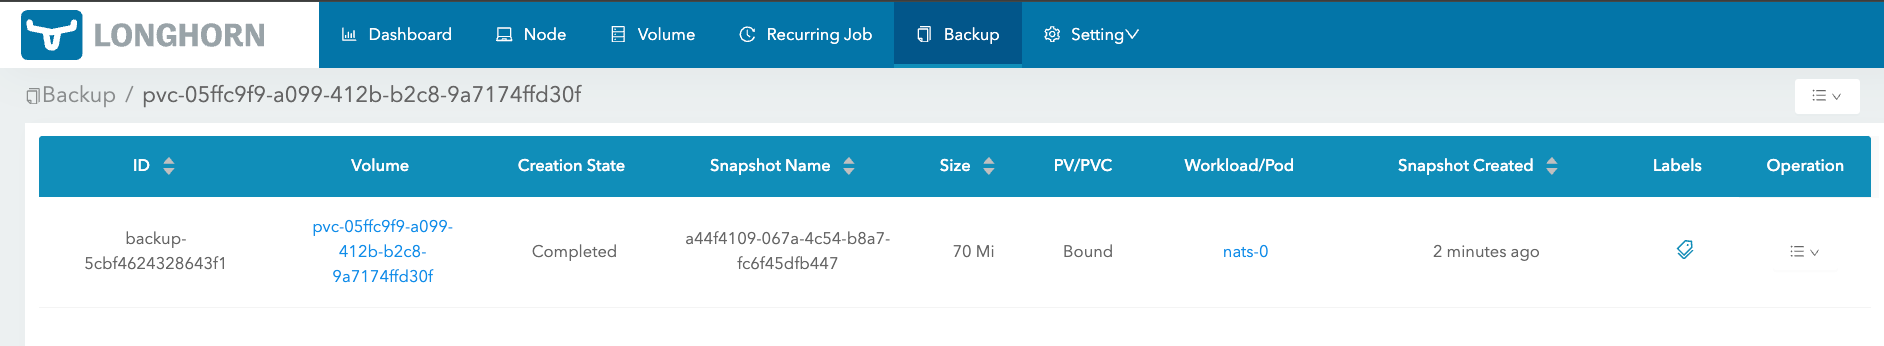 LONGHORN
Dashboard Node Volume Recurring Job Backup Setting
Backup / pvc-05ffc9f9-a099-412b-b2c8-9a7174ffd30f
ID Volume Creation State Snapshot Name Size PV/PVC Workload/Pod Snapshot Created Labels Operation
backup-
5cbf4624328643f1
pvc-05ffc9f9-a099-
412b-b2c8-
9a7174ffd30f
Completed
a44f4109-067a-4c54-b8a7-
fc6f45dfb447
70 Mi
Bound
nats-0
2 minutes ago